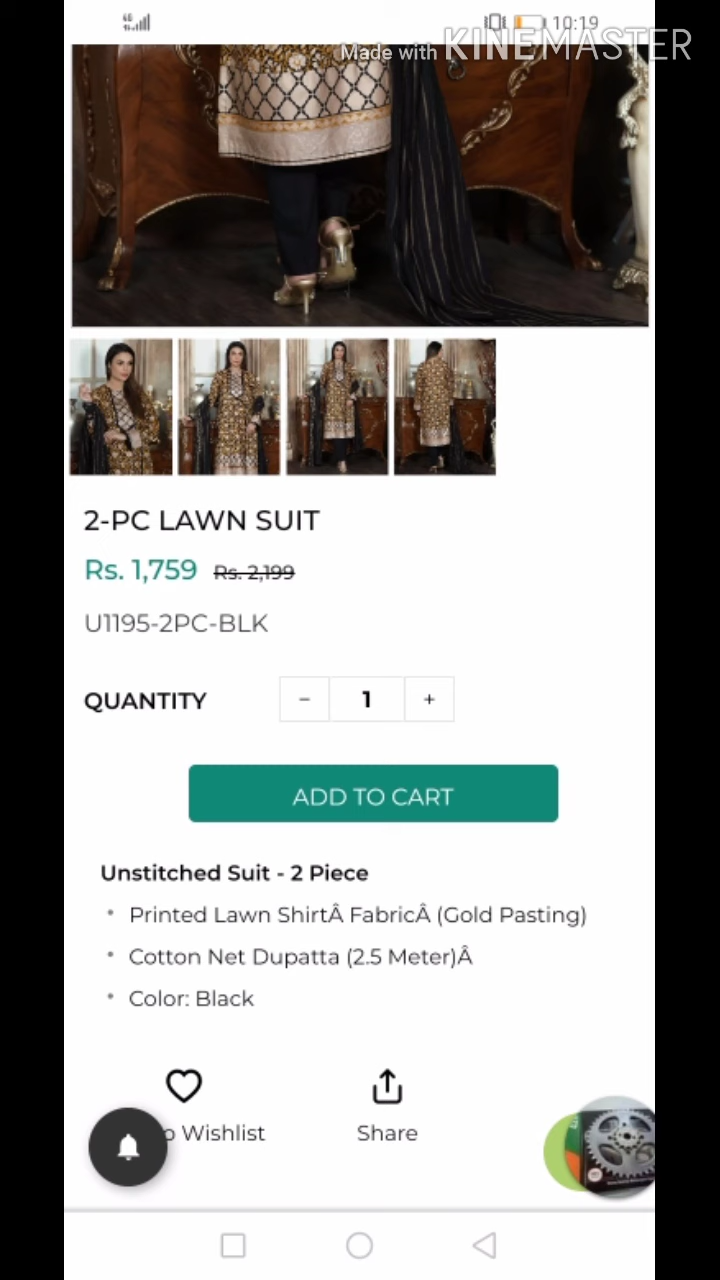 10:19
Made with KINEMASTER
2-PC LAWN SUIT
Rs. 1,759 Rs. 2,199
U1195-2PC-BLK
QUANTITY − 1 +
ADD TO CART
Unstitched Suit - 2 Piece
• Printed Lawn ShirtÂ FabricÂ (Gold Pasting)
• Cotton Net Dupatta (2.5 Meter)Â
• Color: Black
o Wishlist Share